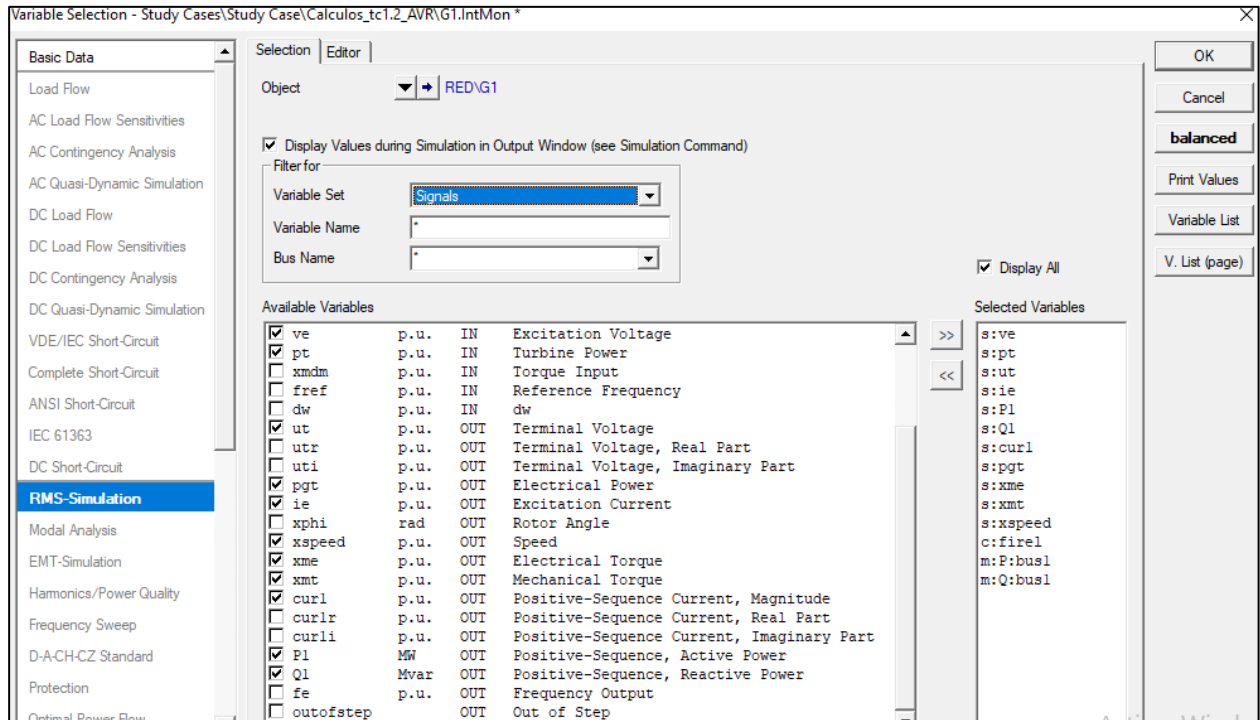 Variable Selection - Study Cases\Study Case\Calculos_tc1.2_AVR\G1.IntMon *
Basic Data
Load Flow
AC Load Flow Sensitivities
AC Contingency Analysis
AC Quasi-Dynamic Simulation
DC Load Flow
DC Load Flow Sensitivities
DC Contingency Analysis
DC Quasi-Dynamic Simulation
VDE/IEC Short-Circuit
Complete Short-Circuit
ANSI Short-Circuit
IEC 61363
DC Short-Circuit
RMS-Simulation
Modal Analysis
EMT-Simulation
Harmonics/Power Quality
Frequency Sweep
D-A-CH-CZ Standard
Protection
Optimal Power Flow
Selection Editor
Object RED\G1
Display Values during Simulation in Output Window (see Simulation Command)
Filter for
Variable Set Signals
Variable Name *
Bus Name *
Display All
Available Variables
ve p.u. IN Excitation Voltage
pt p.u. IN Turbine Power
xmdm p.u. IN Torque Input
fref p.u. IN Reference Frequency
dw p.u. IN dw
ut p.u. OUT Terminal Voltage
utr p.u. OUT Terminal Voltage, Real Part
uti p.u. OUT Terminal Voltage, Imaginary Part
pgt p.u. OUT Electrical Power
ie p.u. OUT Excitation Current
xphi rad OUT Rotor Angle
xspeed p.u. OUT Speed
xme p.u. OUT Electrical Torque
xmt p.u. OUT Mechanical Torque
cur1 p.u. OUT Positive-Sequence Current, Magnitude
cur1r p.u. OUT Positive-Sequence Current, Real Part
cur1i p.u. OUT Positive-Sequence Current, Imaginary Part
P1 MW OUT Positive-Sequence, Active Power
Q1 Mvar OUT Positive-Sequence, Reactive Power
fe p.u. OUT Frequency Output
outofstep OUT Out of Step
>>
<<
Selected Variables
s:ve
s:pt
s:ut
s:ie
s:P1
s:Q1
s:cur1
s:pgt
s:xme
s:xmt
s:xspeed
c:firel
m:P:bus1
m:Q:bus1
OK
Cancel
balanced
Print Values
Variable List
V. List (page)